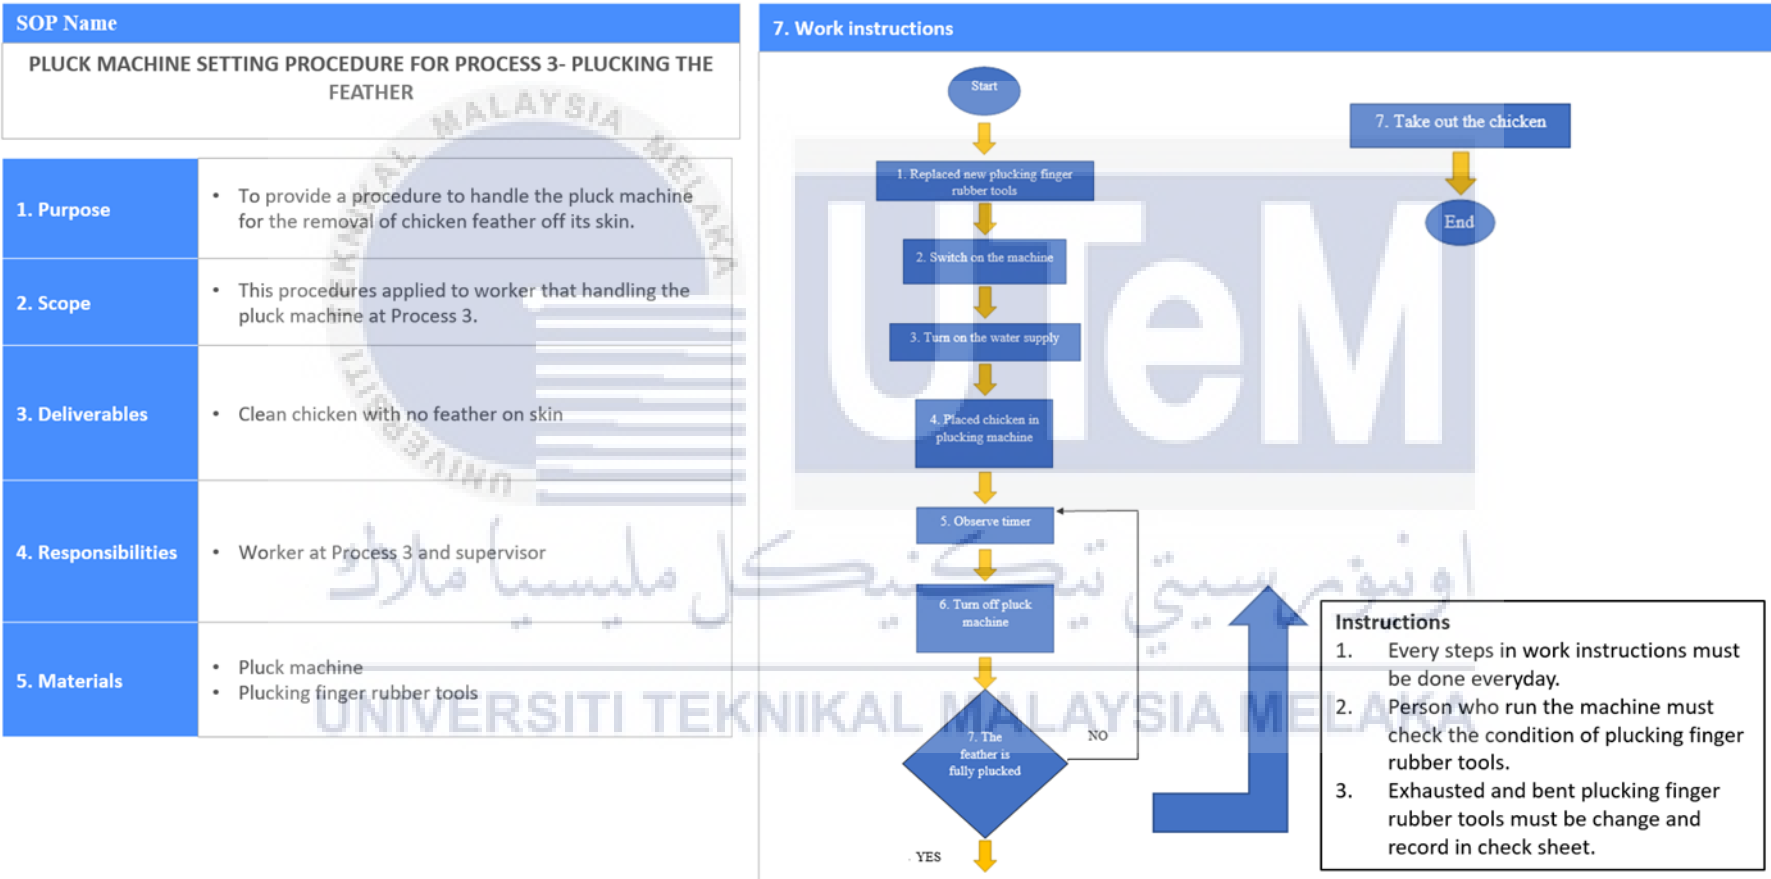 SOP Name
PLUCK MACHINE SETTING PROCEDURE FOR PROCESS 3- PLUCKING THE
FEATHER
1. Purpose
• To provide a procedure to handle the pluck machine
for the removal of chicken feather off its skin.
2. Scope
• This procedures applied to worker that handling the
pluck machine at Process 3.
3. Deliverables
• Clean chicken with no feather on skin
4. Responsibilities
• Worker at Process 3 and supervisor
5. Materials
• Pluck machine
• Plucking finger rubber tools
7. Work instructions
Start
1. Replaced new plucking finger
rubber tools
2. Switch on the machine
3. Turn on the water supply
4. Placed chicken in
plucking machine
5. Observe timer
6. Turn off pluck
machine
7. The
feather is
fully plucked
NO
YES
7. Take out the chicken
End
Instructions
1. Every steps in work instructions must
be done everyday.
2. Person who run the machine must
check the condition of plucking finger
rubber tools.
3. Exhausted and bent plucking finger
rubber tools must be change and
record in check sheet.
UNIVERSITI TEKNIKAL MALAYSIA MELAKA
UTeM
اونيۏرسيتي تيكنيكل مليسيا ملاك
UNIVERSITI TEKNIKAL MALAYSIA MELAKA